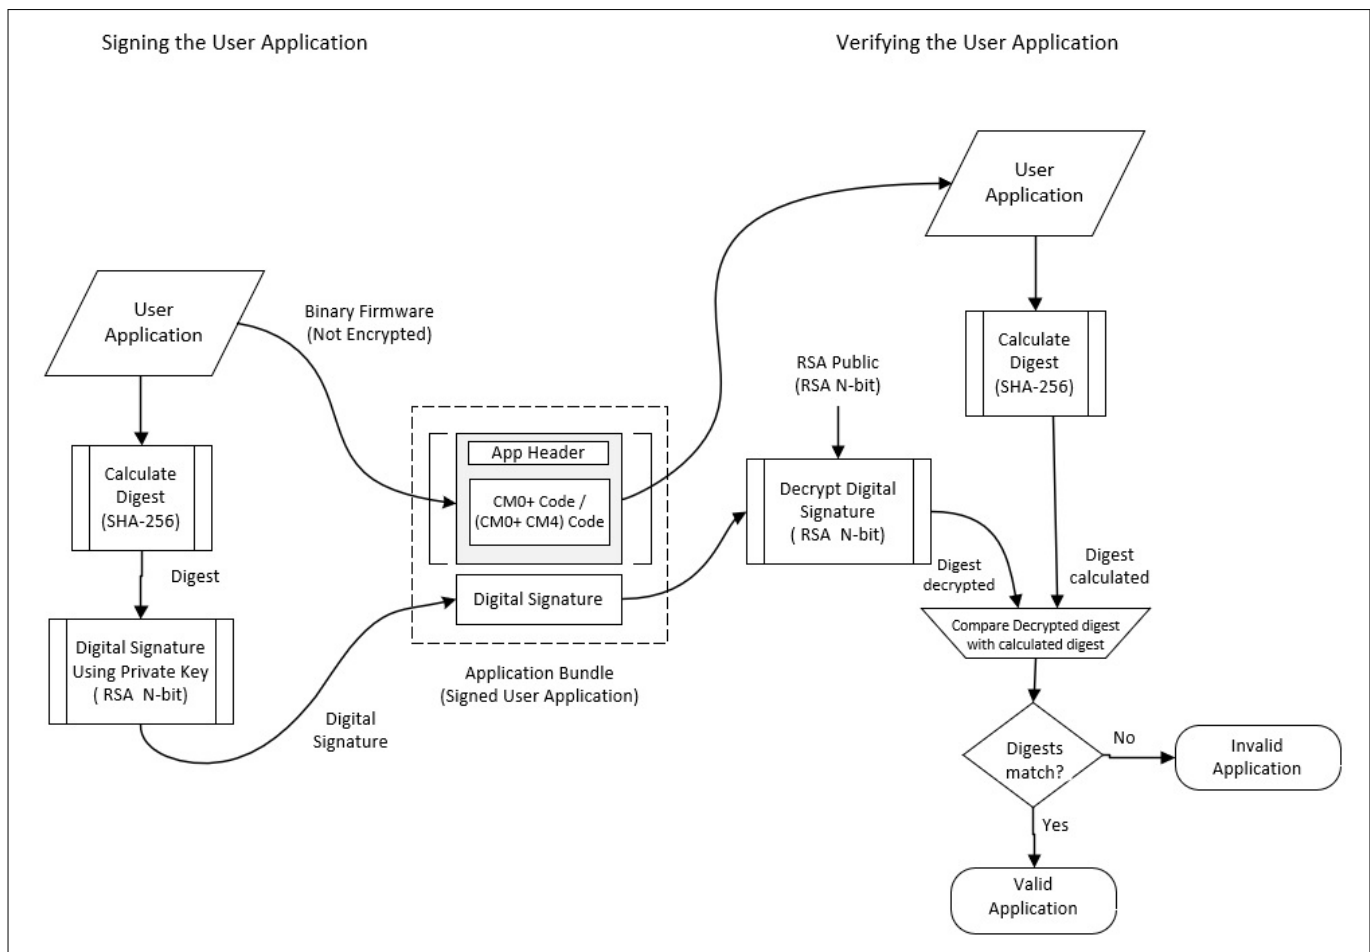 Signing the User Application
Verifying the User Application
User
Application
User
Application
Binary Firmware
(Not Encrypted)
Calculate
Digest
(SHA-256)
RSA Public
(RSA N-bit)
App Header
CM0+ Code /
(CM0+ CM4) Code
Calculate
Digest
(SHA-256)
Decrypt Digital
Signature
( RSA N-bit)
Digest
Digest
decrypted
Digest
calculated
Digital Signature
Digital Signature
Using Private Key
( RSA N-bit)
Compare Decrypted digest
with calculated digest
Application Bundle
(Signed User Application)
Digital
Signature
Digests
match?
No
Invalid
Application
Yes
Valid
Application